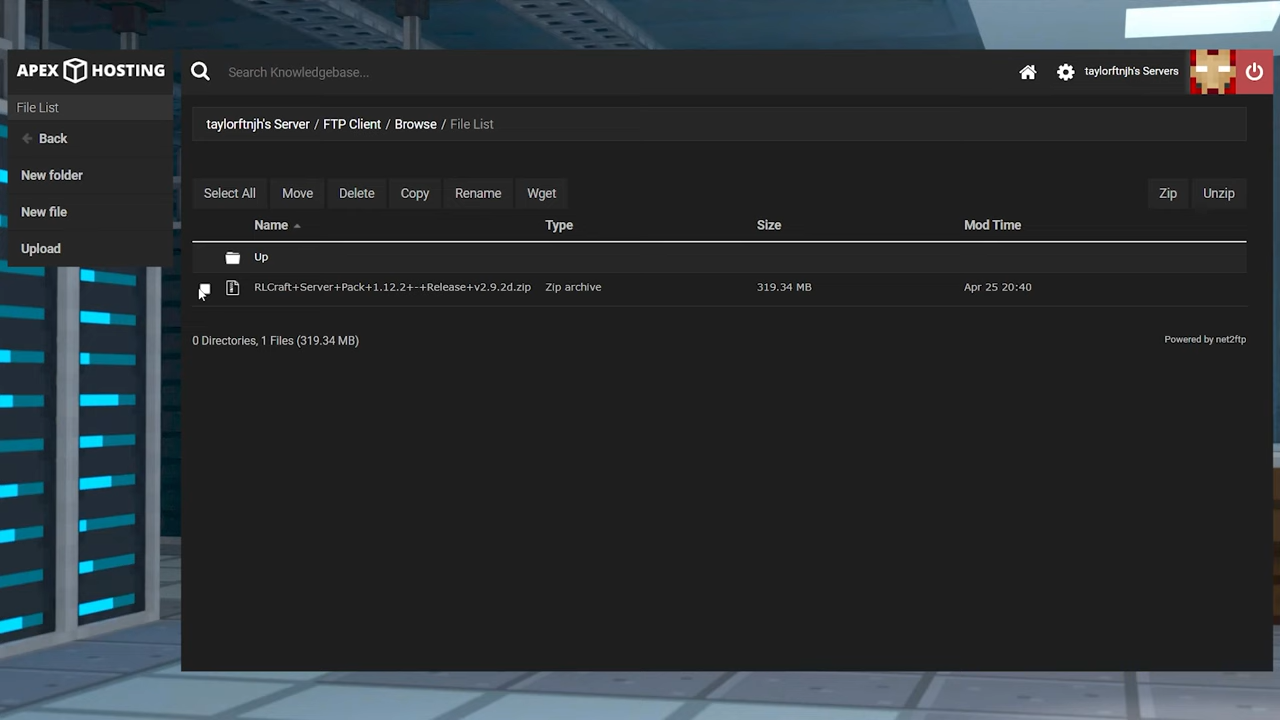 APEX HOSTING
Search Knowledgebase...
taylorftnjh's Servers
File List
Back
New folder
New file
Upload
taylorftnjh's Server / FTP Client / Browse / File List
Select All Move Delete Copy Rename Wget Zip Unzip
Name Type Size Mod Time
Up
RLCraft+Server+Pack+1.12.2+-+Release+v2.9.2d.zip Zip archive 319.34 MB Apr 25 20:40
0 Directories, 1 Files (319.34 MB)
Powered by net2ftp